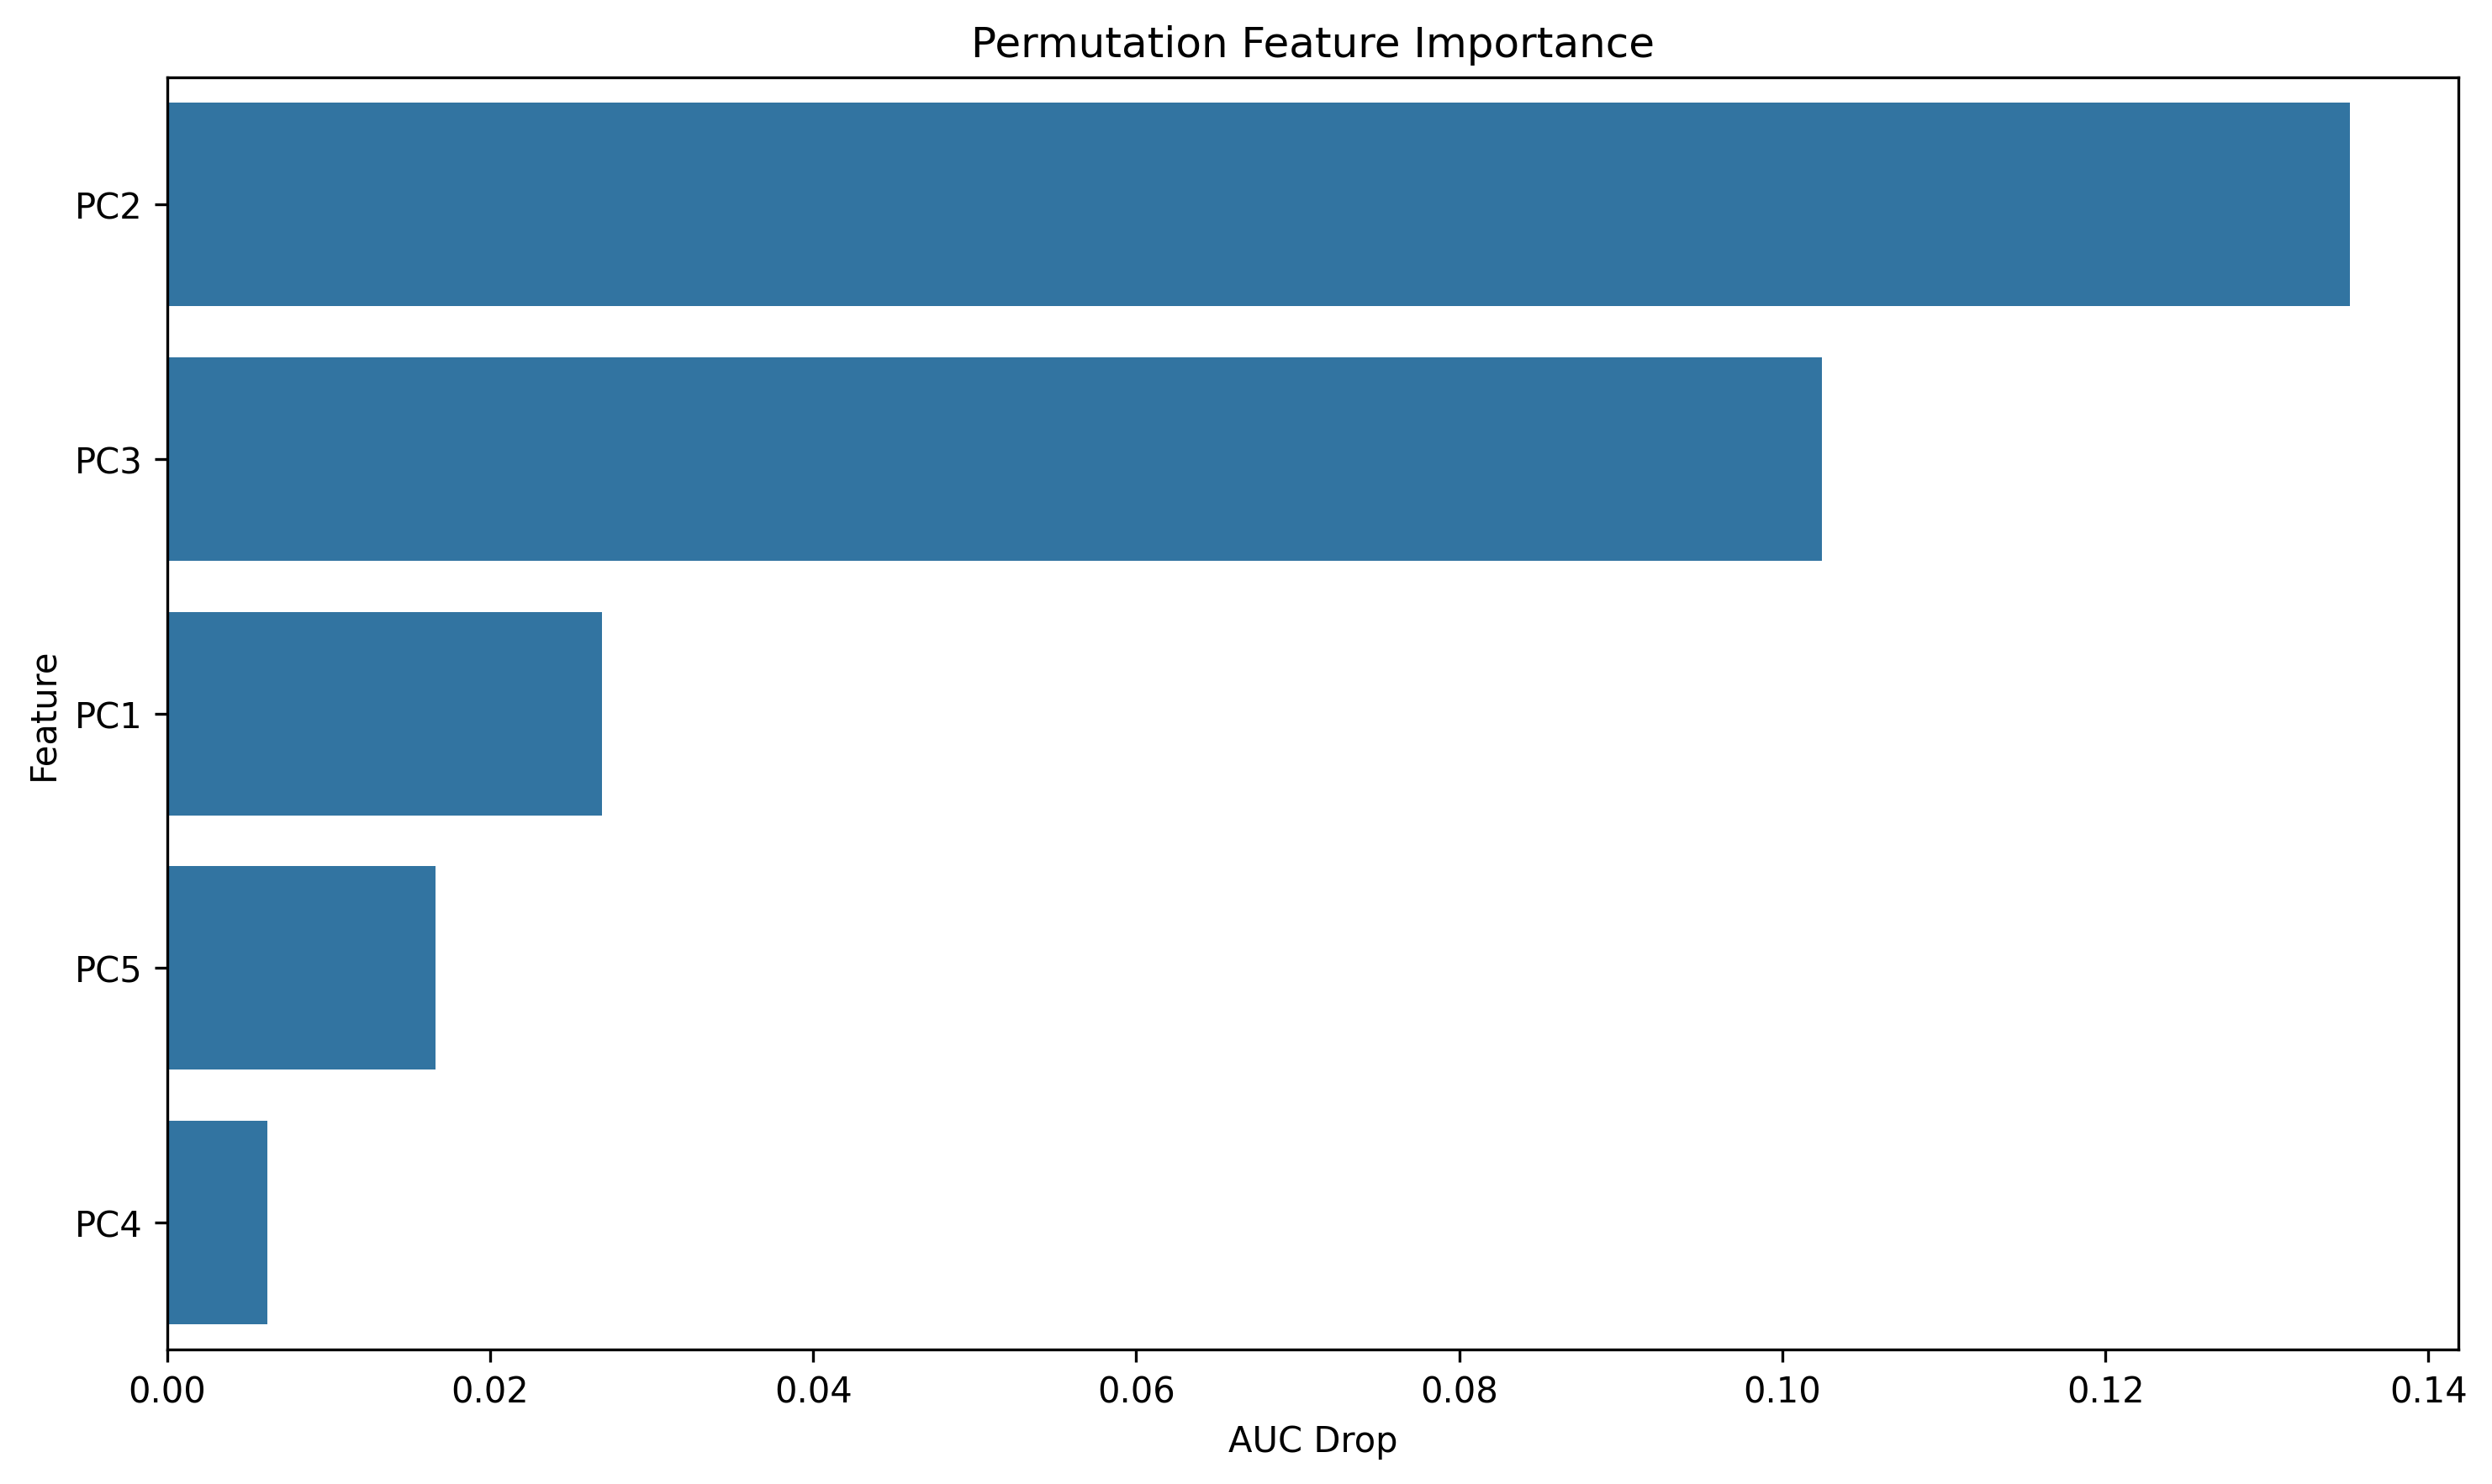 Permutation Feature Importance
Feature
PC2
PC3
PC1
PC5
PC4
0.00 0.02 0.04 0.06 0.08 0.10 0.12 0.14
AUC Drop